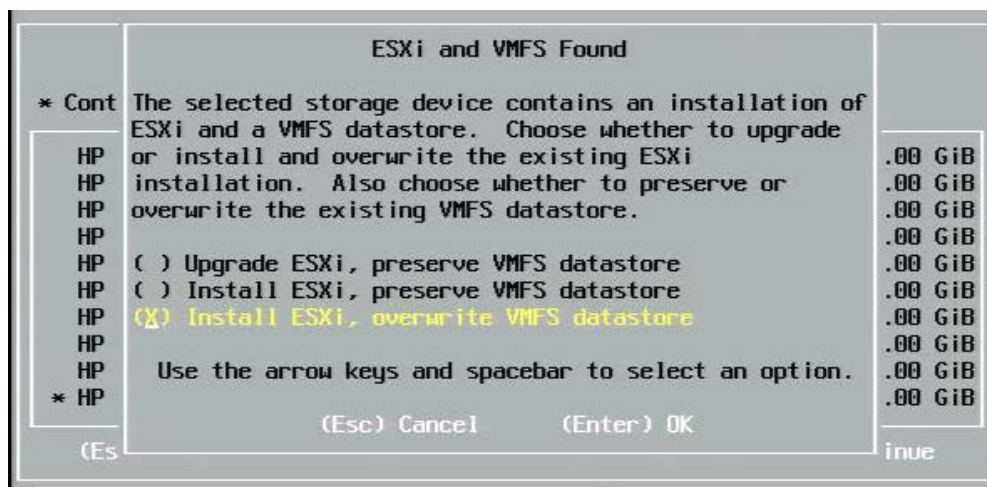 ESXi and VMFS Found
* Cont
The selected storage device contains an installation of
ESXi and a VMFS datastore. Choose whether to upgrade
HP or install and overwrite the existing ESXi .00 GiB
HP installation. Also choose whether to preserve or .00 GiB
HP overwrite the existing VMFS datastore. .00 GiB
HP .00 GiB
HP ( ) Upgrade ESXi, preserve VMFS datastore .00 GiB
HP ( ) Install ESXi, preserve VMFS datastore .00 GiB
HP (X) Install ESXi, overwrite VMFS datastore .00 GiB
HP .00 GiB
HP Use the arrow keys and spacebar to select an option. .00 GiB
* HP .00 GiB
(Esc) Cancel (Enter) OK
(Es inue